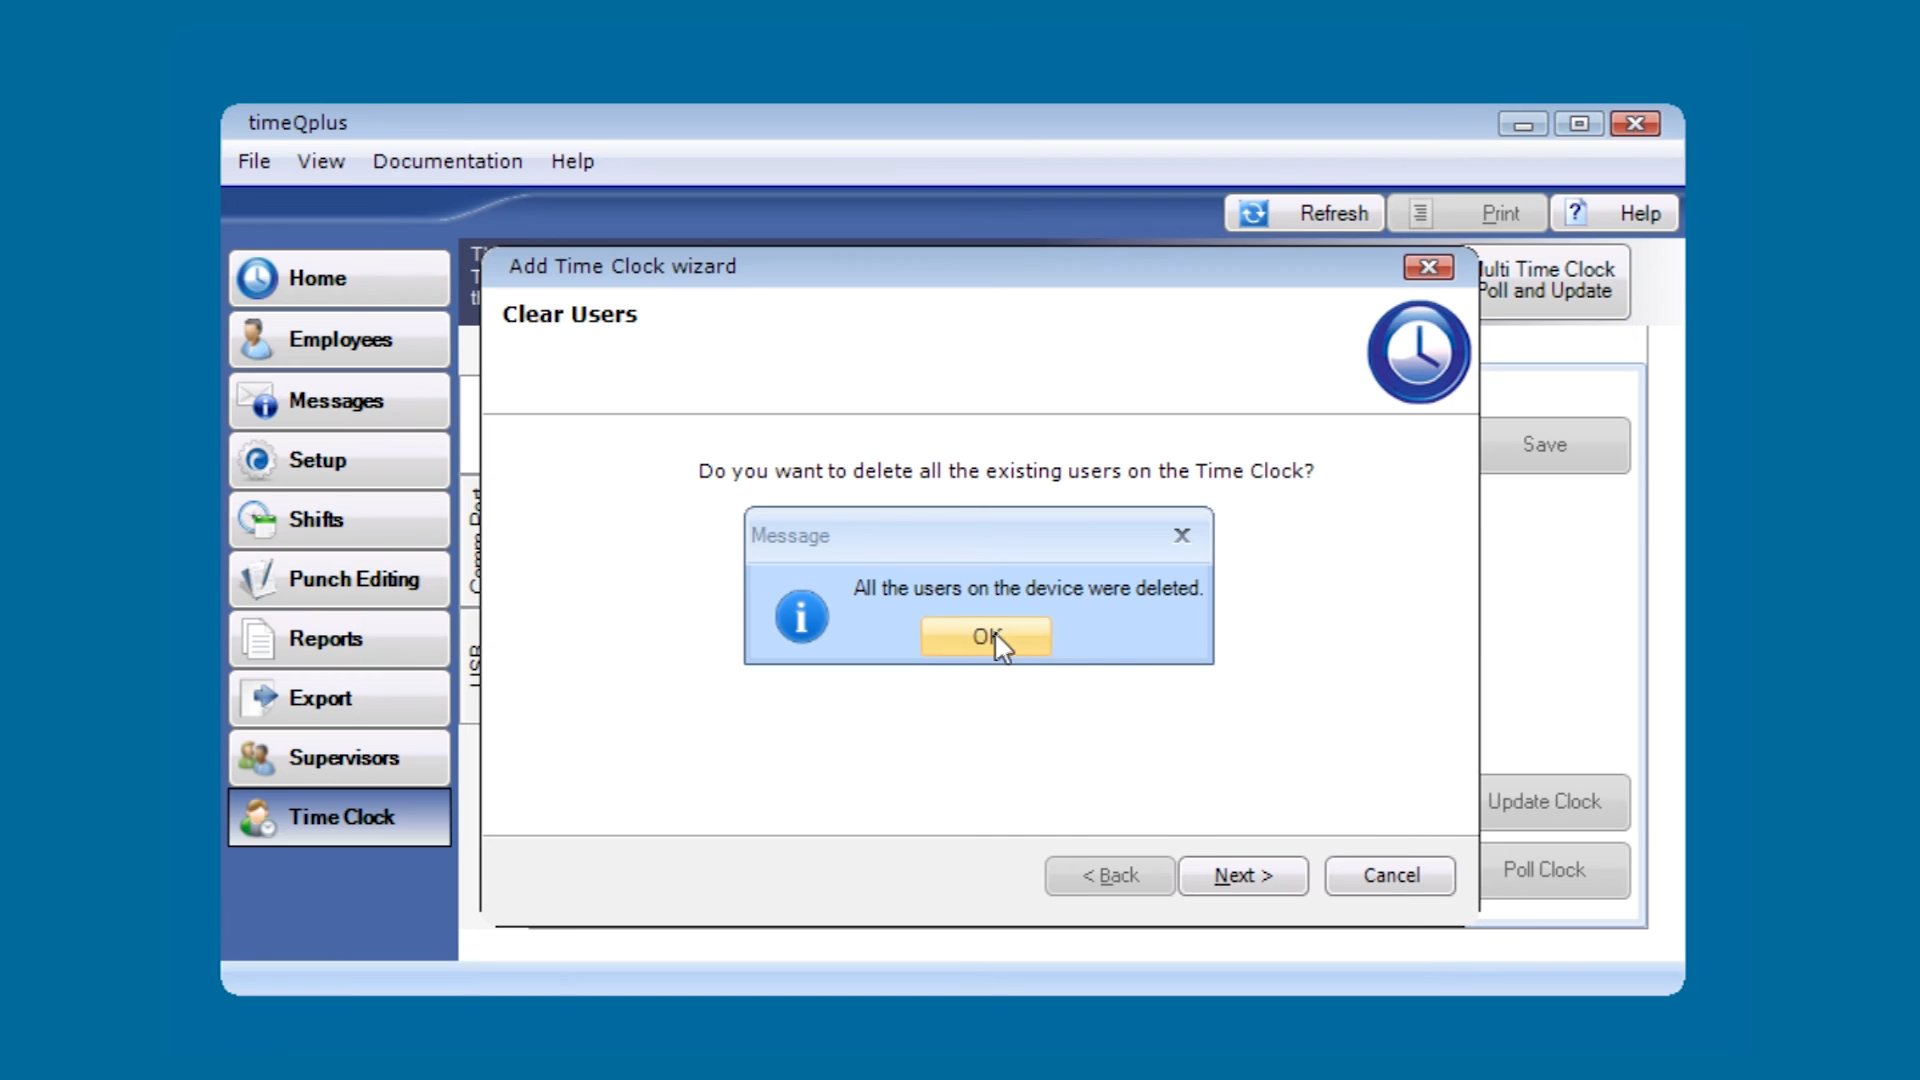 timeQplus
File View Documentation Help
Refresh Print Help
Home
Employees
Messages
Setup
Shifts
Punch Editing
Reports
Export
Supervisors
Time Clock
Add Time Clock wizard
Clear Users
Do you want to delete all the existing users on the Time Clock?
Message
All the users on the device were deleted.
OK
< Back Next > Cancel
Time Clock
Poll and Update
Save
Update Clock
Poll Clock
Comm Port
USB